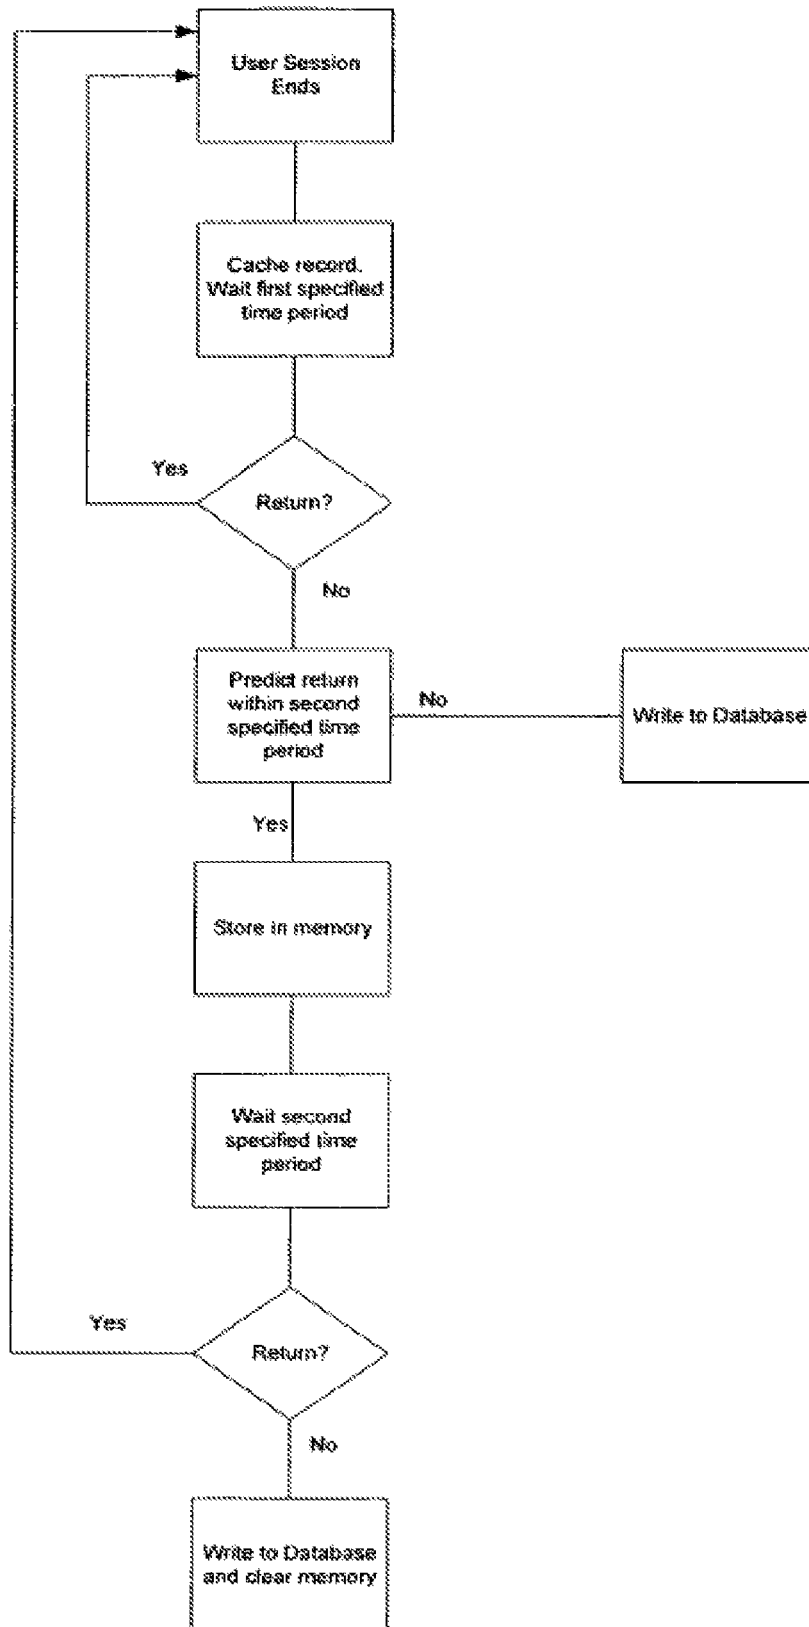 User Session
Ends
Cache record.
Wait first specified
time period
Yes
Return?
No
Predict return
within second
specified time
period
No
Write to Database
Yes
Store in memory
Wait second
specified time
period
Yes
Return?
No
Write to Database
and clear memory